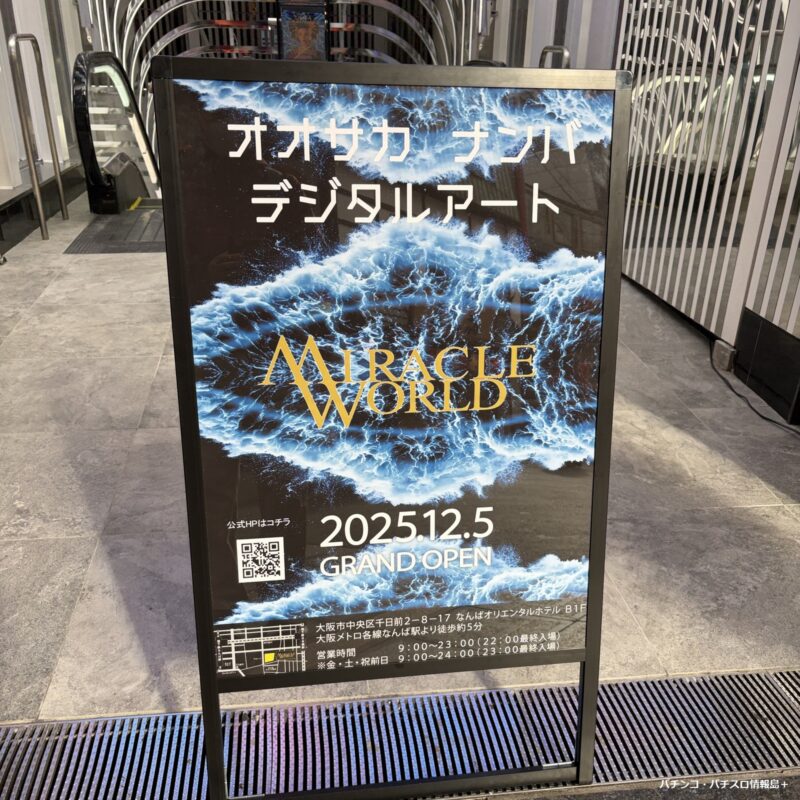 オオサカ ナンバ
デジタルアート
MIRACLE
WORLD
2025.12.5
GRAND OPEN
公式HPはコチラ
大阪市中央区千日前2-8-17 なんばオリエンタルホテル B1F
大阪メトロ各線なんば駅より徒歩約5分
営業時間 9:00〜23:00(22:00最終入場)
※金・土・祝前日 9:00〜24:00(23:00最終入場)
パチンコ・パチスロ情報島+